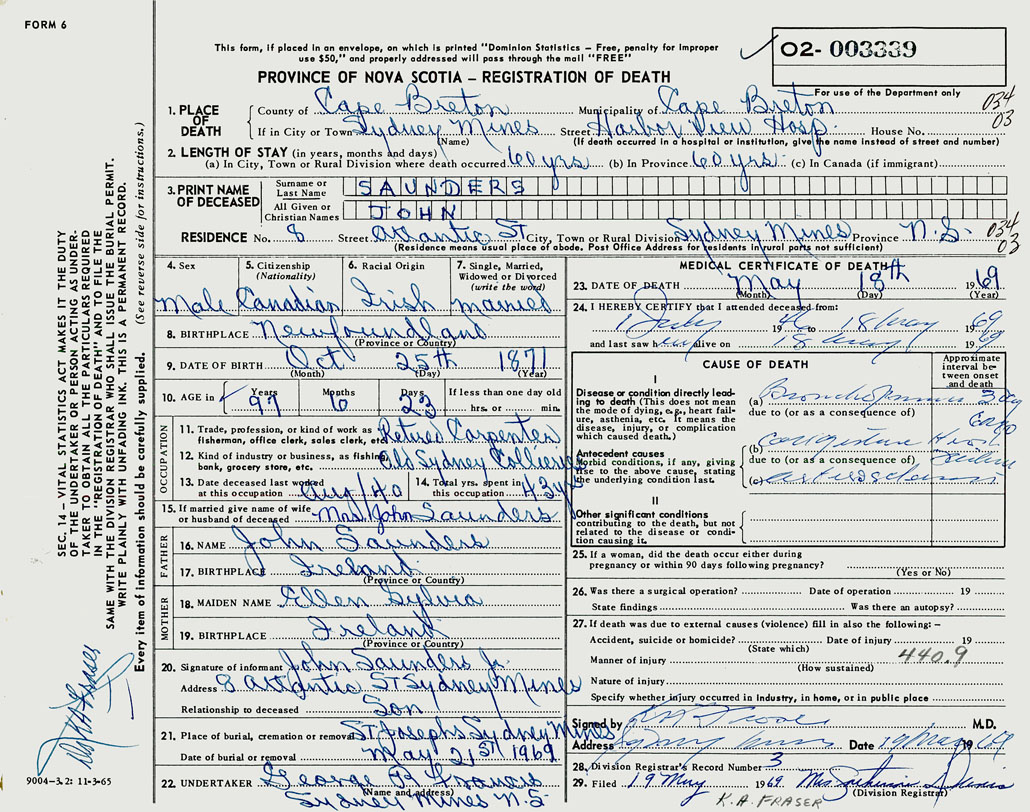 FORM 6
This form, if placed in an envelope, on which is printed "Dominion Statistics – Free, penalty for improper
use $50," and properly addressed will pass through the mail "FREE"
02- 003339
PROVINCE OF NOVA SCOTIA – REGISTRATION OF DEATH
For use of the Department only
034
03
1. PLACE OF DEATH
County of Cape Breton Municipality of Cape Breton
If in City or Town Sydney Mines Street Harbor View Hosp. House No.
(Name) (If death occurred in a hospital or institution, give the name instead of street and number)
2. LENGTH OF STAY (in years, months and days)
(a) In City, Town or Rural Division where death occurred 60 yrs (b) In Province 60 yrs. (c) In Canada (if immigrant)
3. PRINT NAME OF DECEASED
Surname or Last Name SAUNDERS
All Given or Christian Names JOHN
RESIDENCE No. 8 Street Atlantic St City, Town or Rural Division Sydney Mines Province N.S. 034
03
(Residence means usual place of abode. Post Office Address for residents in rural parts not sufficient)
4. Sex 5. Citizenship (Nationality) 6. Racial Origin 7. Single, Married, Widowed or Divorced (write the word)
Male Canadian Irish married
8. BIRTHPLACE Newfoundland
(Province or Country)
9. DATE OF BIRTH Oct 25th 1871
(Month) (Day) (Year)
10. AGE in Years Months Days If less than one day old
97 6 23 hrs. or min.
OCCUPATION
11. Trade, profession, or kind of work as fisherman, office clerk, sales clerk, etc. Retired Carpenter
12. Kind of industry or business, as fishing, bank, grocery store, etc. Old Sydney Collieries
13. Date deceased last worked at this occupation Aug/40 14. Total yrs. spent in this occupation 43 yrs
15. If married give name of wife or husband of deceased Mrs John Saunders
FATHER
16. NAME John Saunders
17. BIRTHPLACE Ireland
(Province or Country)
MOTHER
18. MAIDEN NAME Ellen Sylvia
19. BIRTHPLACE Ireland
(Province or Country)
20. Signature of informant John Saunders Jr.
Address 8 Atlantic St Sydney Mines
Relationship to deceased Son
21. Place of burial, cremation or removal St Josephs Sydney Mines
Date of burial or removal May 21st 1969
22. UNDERTAKER George B Francis
(Name and address)
Sydney Mines N.S
MEDICAL CERTIFICATE OF DEATH
23. DATE OF DEATH May 18th 1969
(Month) (Day) (Year)
24. I HEREBY CERTIFY that I attended deceased from:
1 July 19 to 18 May 1969
and last saw h alive on 18 May 1969
CAUSE OF DEATH
Approximate interval between onset and death
I
Disease or condition directly leading to death (This does not mean the mode of dying, e.g., heart failure, asthenia, etc. It means the disease, injury, or complication which caused death.)
(a) Bronchopneumonia 3 day
due to (or as a consequence of)
Antecedent causes
Morbid conditions, if any, giving rise to the above cause, stating the underlying condition last.
(b) congestive Heart failure
due to (or as a consequence of)
(c) arteriosclerosis
II
Other significant conditions contributing to the death, but not related to the disease or condition causing it.
25. If a woman, did the death occur either during pregnancy or within 90 days following pregnancy?
(Yes or No)
26. Was there a surgical operation? Date of operation 19
State findings Was there an autopsy?
27. If death was due to external causes (violence) fill in also the following: –
Accident, suicide or homicide? Date of injury 19
(State which)
Manner of injury 440.9
(How sustained)
Nature of injury
Specify whether injury occurred in Industry, in home, or in public place
Signed by M.D.
Address Sydney Mines Date 19 May 1969
28. Division Registrar's Record Number 3
29. Filed 19 May 1969
(Division Registrar)
K.A. FRASER
SEC. 14 – VITAL STATISTICS ACT MAKES IT THE DUTY
OF THE UNDERTAKER OR PERSON ACTING AS UNDER-
TAKER TO OBTAIN ALL THE PARTICULARS REQUIRED
IN THE "REGISTRATION OF DEATH" AND TO FILE THE
SAME WITH THE DIVISION REGISTRAR WHO SHALL ISSUE THE BURIAL PERMIT.
WRITE PLAINLY WITH UNFADING INK. THIS IS A PERMANENT RECORD.
Every item of information should be carefully supplied. (See reverse side for instructions.)
9004-3.2: 11-3-65